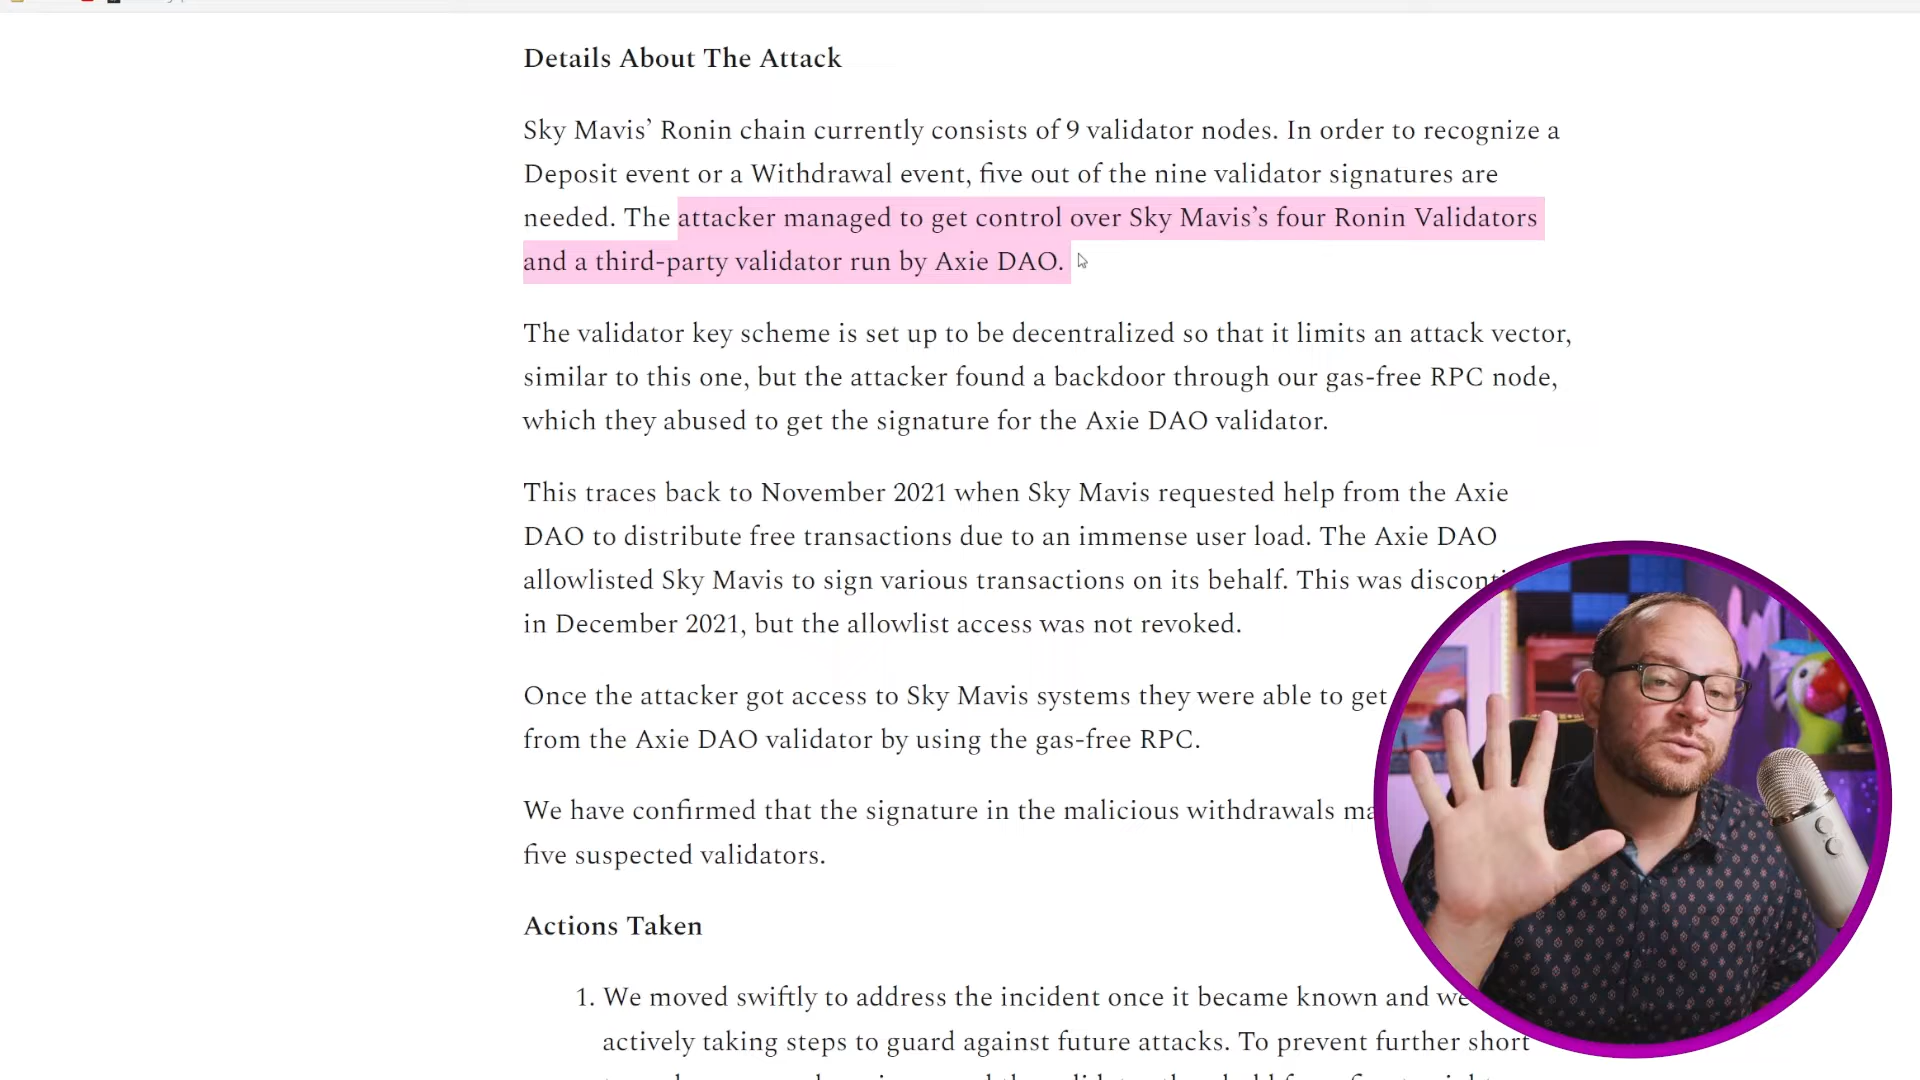 Details About The Attack
Sky Mavis’ Ronin chain currently consists of 9 validator nodes. In order to recognize a
Deposit event or a Withdrawal event, five out of the nine validator signatures are
needed. The attacker managed to get control over Sky Mavis’s four Ronin Validators
and a third-party validator run by Axie DAO.
The validator key scheme is set up to be decentralized so that it limits an attack vector,
similar to this one, but the attacker found a backdoor through our gas-free RPC node,
which they abused to get the signature for the Axie DAO validator.
This traces back to November 2021 when Sky Mavis requested help from the Axie
DAO to distribute free transactions due to an immense user load. The Axie DAO
allowlisted Sky Mavis to sign various transactions on its behalf. This was
in December 2021, but the allowlist access was not revoked.
Once the attacker got access to Sky Mavis systems they were able to get
from the Axie DAO validator by using the gas-free RPC.
We have confirmed that the signature in the malicious withdrawals
five suspected validators.
Actions Taken
1. We moved swiftly to address the incident once it became known and
actively taking steps to guard against future attacks. To prevent further short